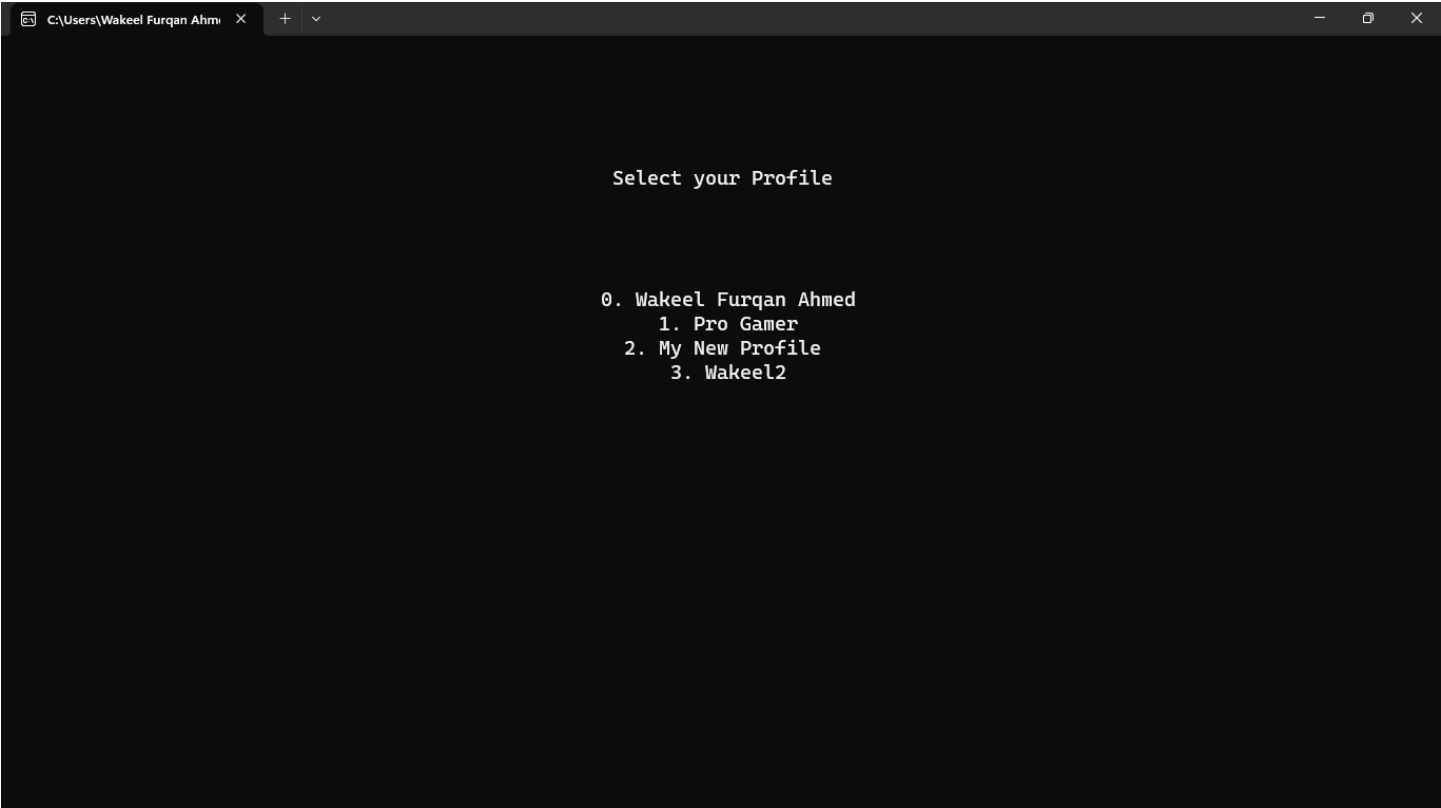 C:\Users\Wakeel Furqan Ahm
Select your Profile
0. Wakeel Furqan Ahmed
1. Pro Gamer
2. My New Profile
3. Wakeel2